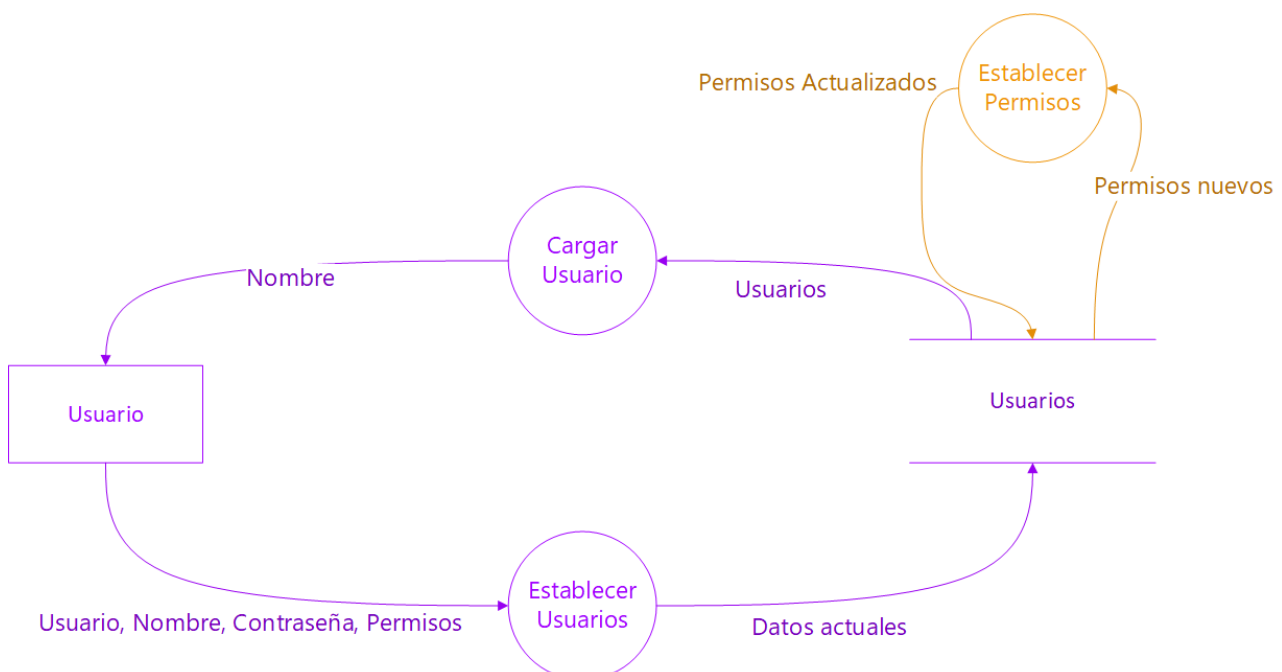 Establecer
Permisos
Permisos Actualizados
Permisos nuevos
Cargar
Usuario
Nombre
Usuarios
Usuario
Usuarios
Establecer
Usuarios
Usuario, Nombre, Contraseña, Permisos
Datos actuales